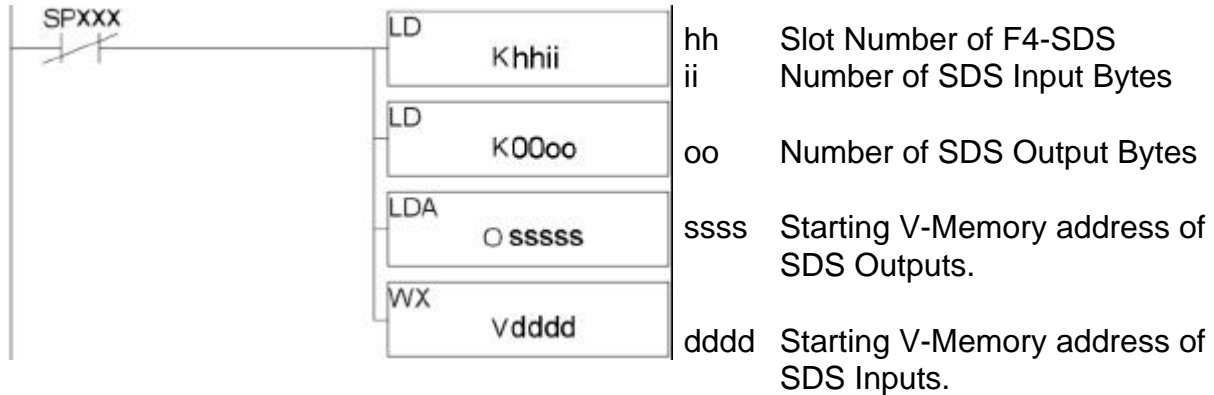 SPXXX
LD
Khhii
hh Slot Number of F4-SDS
ii Number of SDS Input Bytes
LD
K00oo
oo Number of SDS Output Bytes
LDA
O sssss
ssss Starting V-Memory address of
SDS Outputs.
WX
Vdddd
dddd Starting V-Memory address of
SDS Inputs.